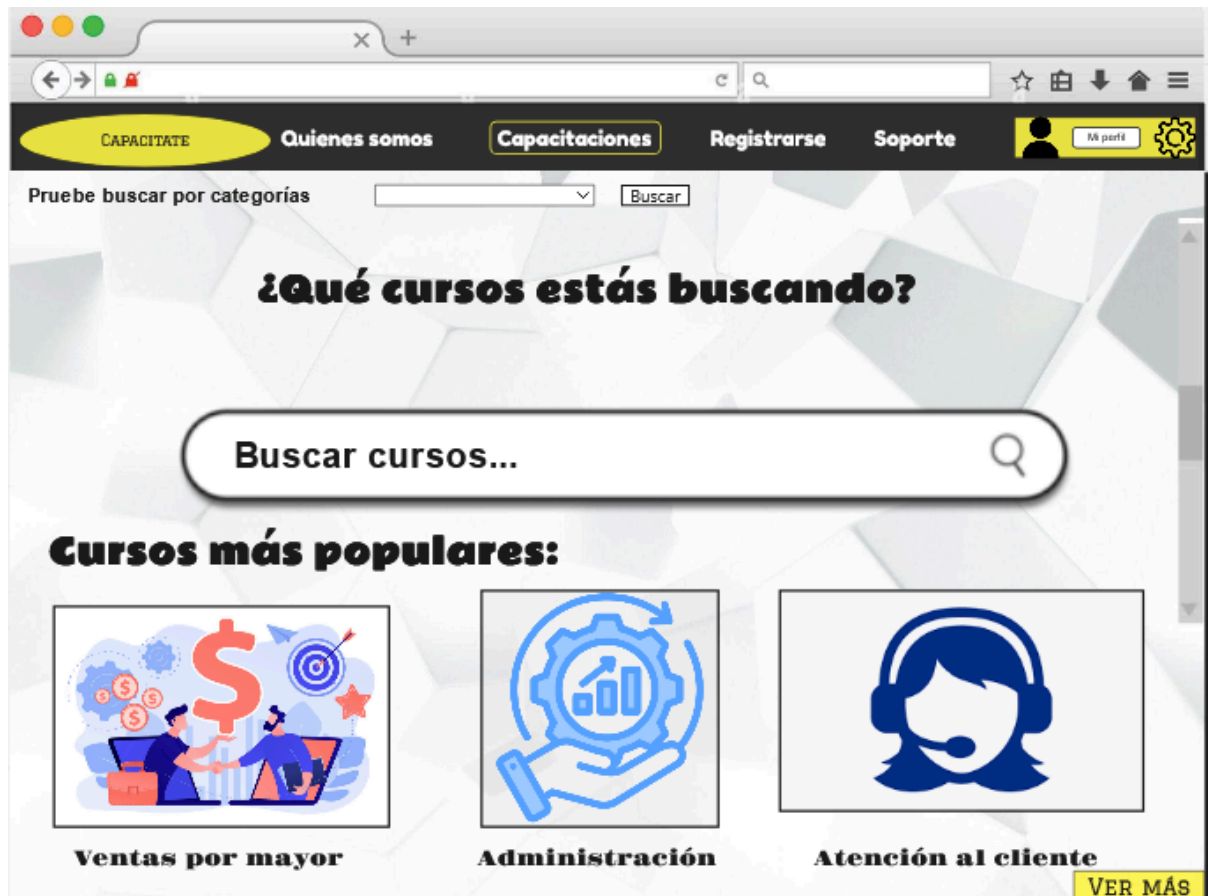 CAPACITATE
Quienes somos
Capacitaciones
Registrarse
Soporte
Mi perfil
Pruebe buscar por categorías
Buscar
¿Qué cursos estás buscando?
Buscar cursos...
Cursos más populares:
Ventas por mayor
Administración
Atención al cliente
VER MÁS